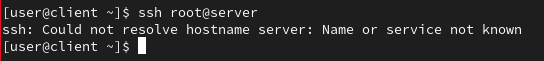 [user@client ~]$ ssh root@server
ssh: Could not resolve hostname server: Name or service not known
[user@client ~]$